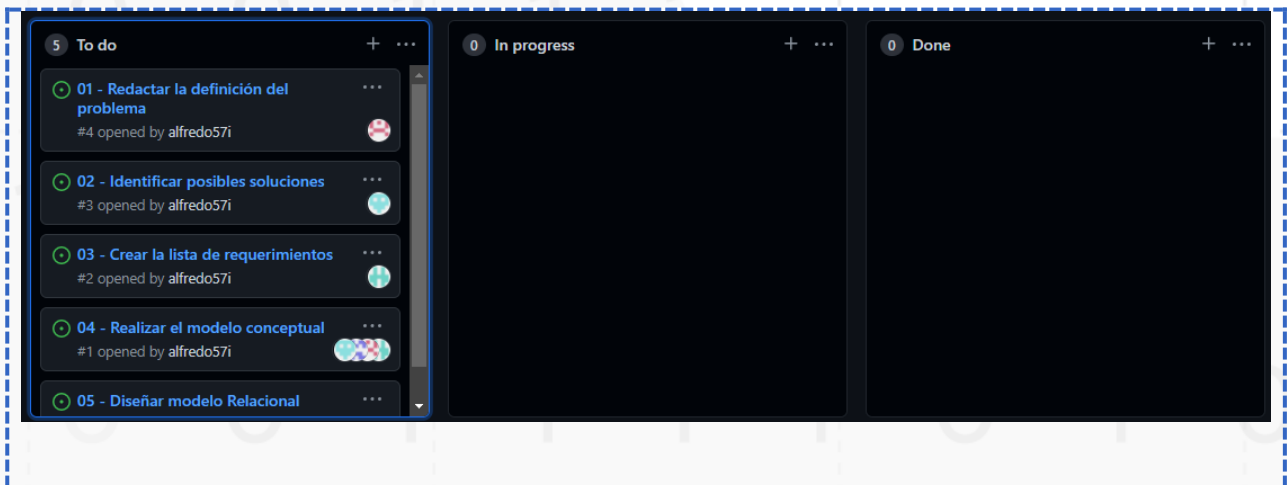 5 To do
01 - Redactar la definición del
problema
#4 opened by alfredo57i
02 - Identificar posibles soluciones
#3 opened by alfredo57i
03 - Crear la lista de requerimientos
#2 opened by alfredo57i
04 - Realizar el modelo conceptual
#1 opened by alfredo57i
05 - Diseñar modelo Relacional
0 In progress
0 Done